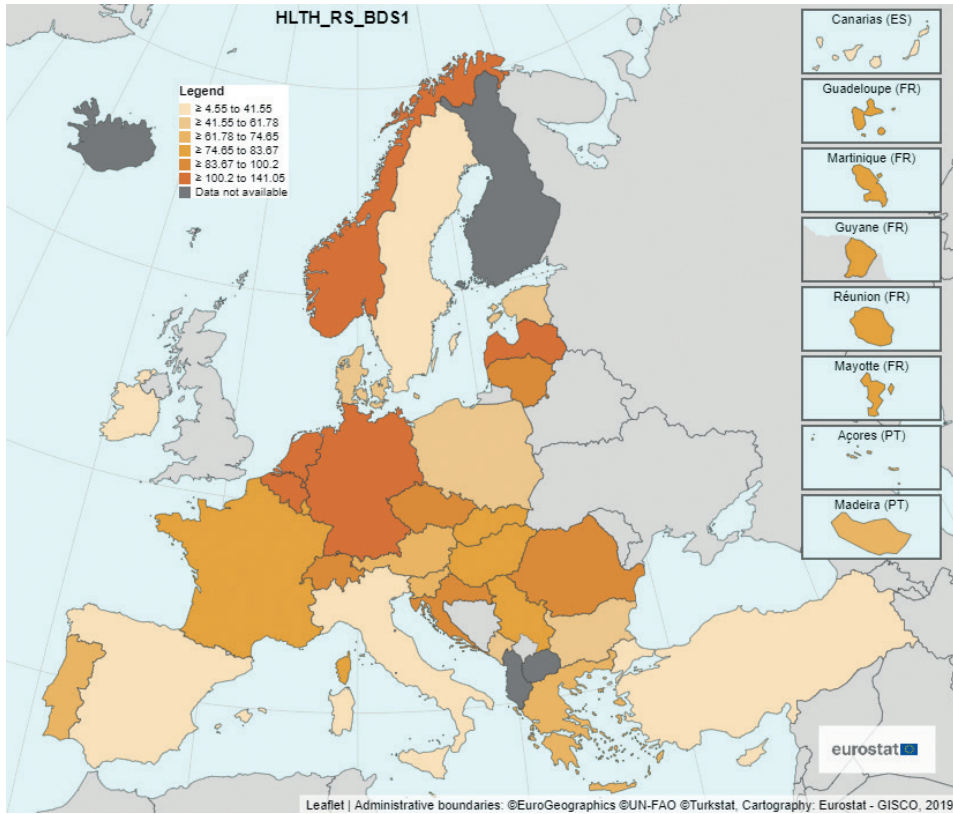 HLTH_RS_BDS1
Legend
≥ 4.55 to 41.55
≥ 41.55 to 61.78
≥ 61.78 to 74.65
≥ 74.65 to 83.67
≥ 83.67 to 100.2
≥ 100.2 to 141.05
Data not available
Canarias (ES)
Guadeloupe (FR)
Martinique (FR)
Guyane (FR)
Réunion (FR)
Mayotte (FR)
Açores (PT)
Madeira (PT)
eurostat
Leaflet | Administrative boundaries: ©EuroGeographics ©UN-FAO ©Turkstat, Cartography: Eurostat - GISCO, 2019